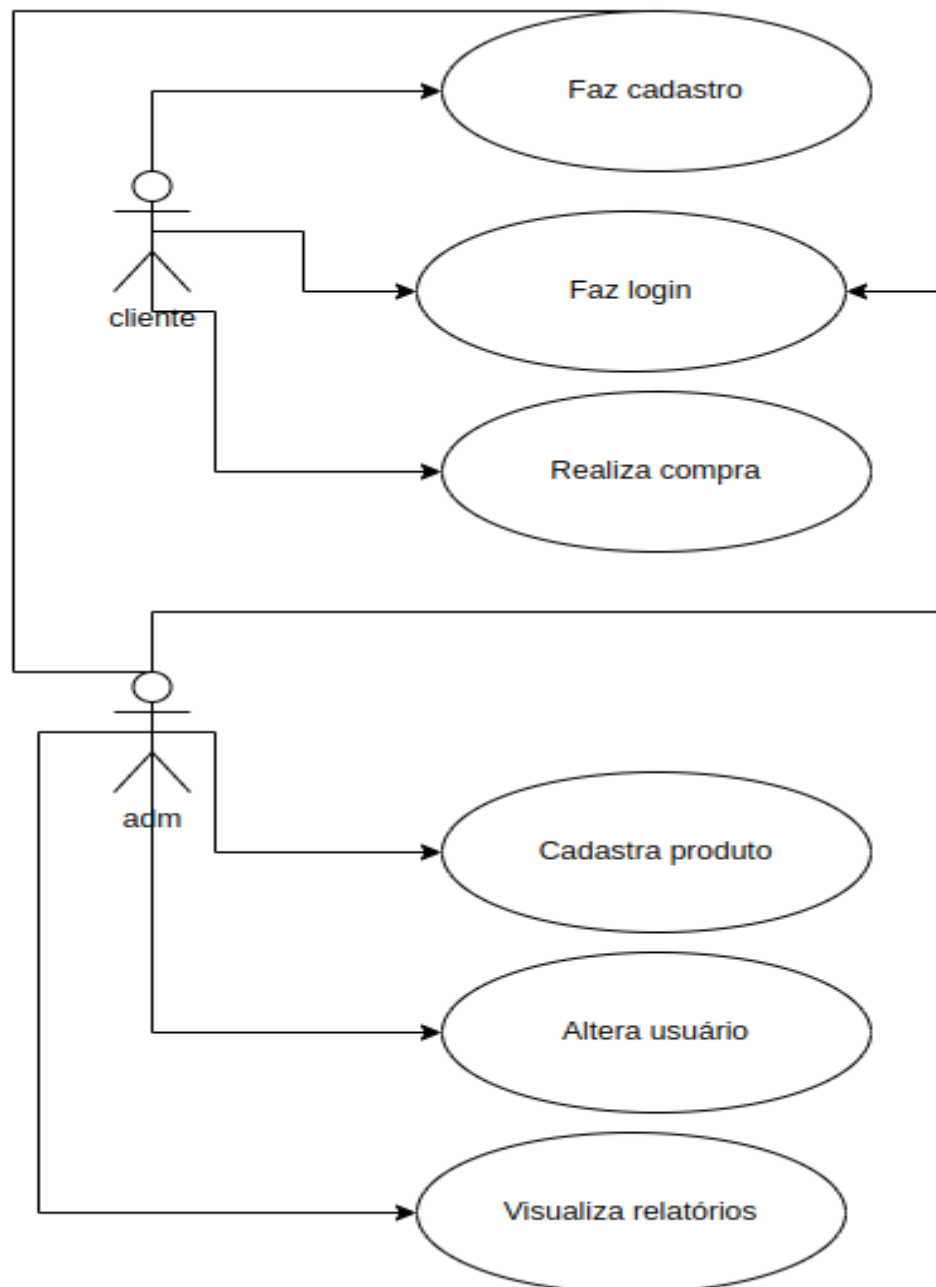 Faz cadastro
Faz login
cliente
Realiza compra
adm
Cadastra produto
Altera usuário
Visualiza relatórios